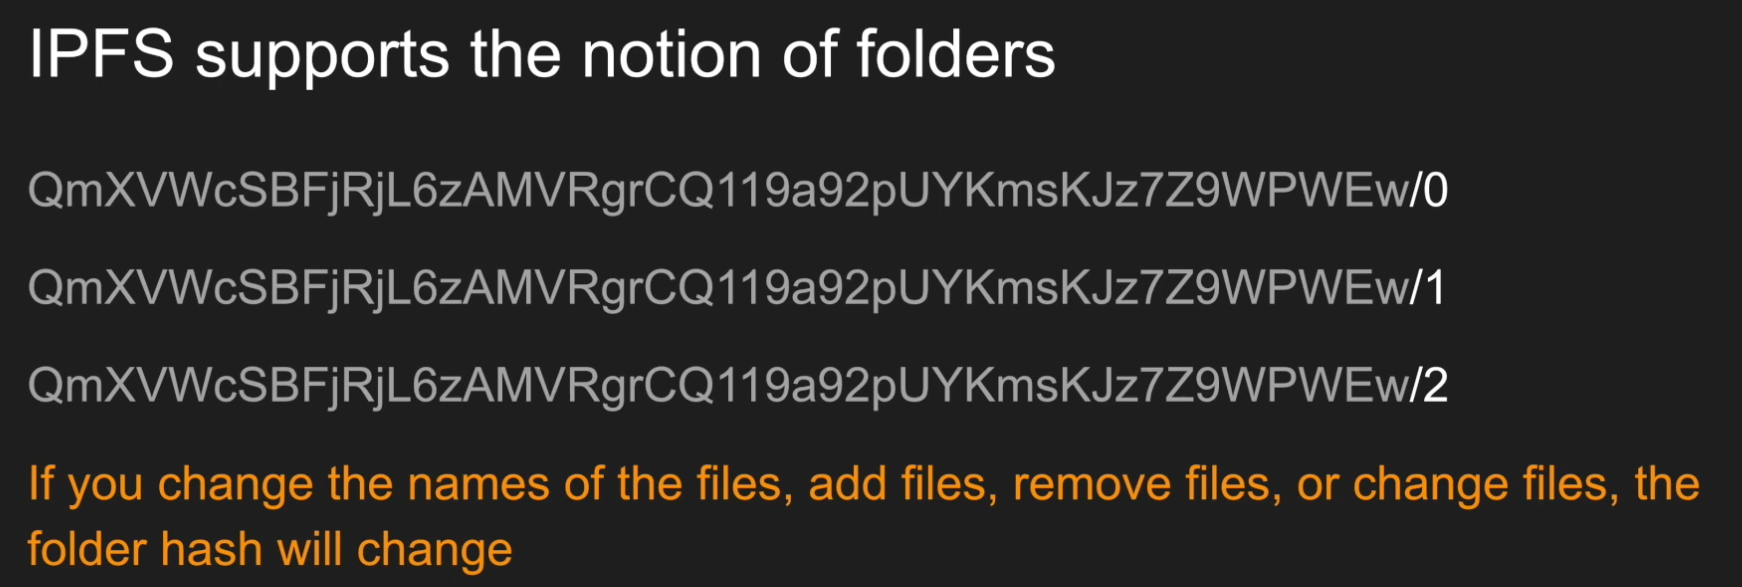 IPFS supports the notion of folders
QmXVWcSBFjRjL6zAMVRgrCQ119a92pUYKmsKJz7Z9WPWEw/0
QmXVWcSBFjRjL6zAMVRgrCQ119a92pUYKmsKJz7Z9WPWEw/1
QmXVWcSBFjRjL6zAMVRgrCQ119a92pUYKmsKJz7Z9WPWEw/2
If you change the names of the files, add files, remove files, or change files, the
folder hash will change